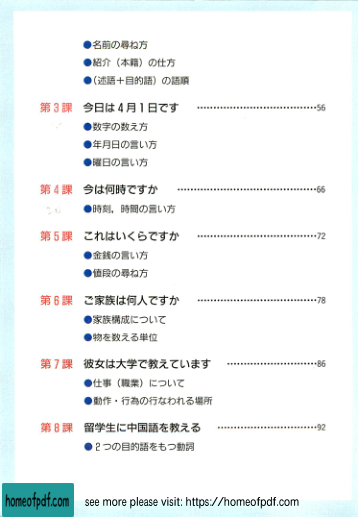 ●名前の尋ね方
●紹介（本籍）の仕方
●(述語＋目的語）の語順
第3課 今日は4月1日です ……………………………56
●数字の数え方
●年月日の言い方
●曜日の言い方
第4課 今は何時ですか ……………………………66
●時刻，時間の言い方
第5課 これはいくらですか ……………………………72
●金銭の言い方
●値段の尋ね方
第6課 ご家族は何人ですか ……………………………78
●家族構成について
●物を数える単位
第7課 彼女は大学で教えています ……………………86
●仕事（職業）について
●動作・行為の行なわれる場所
第8課 留学生に中国語を教える ………………………92
●2つの目的語をもつ動詞
homeofpdf.com see more please visit: https://homeofpdf.com